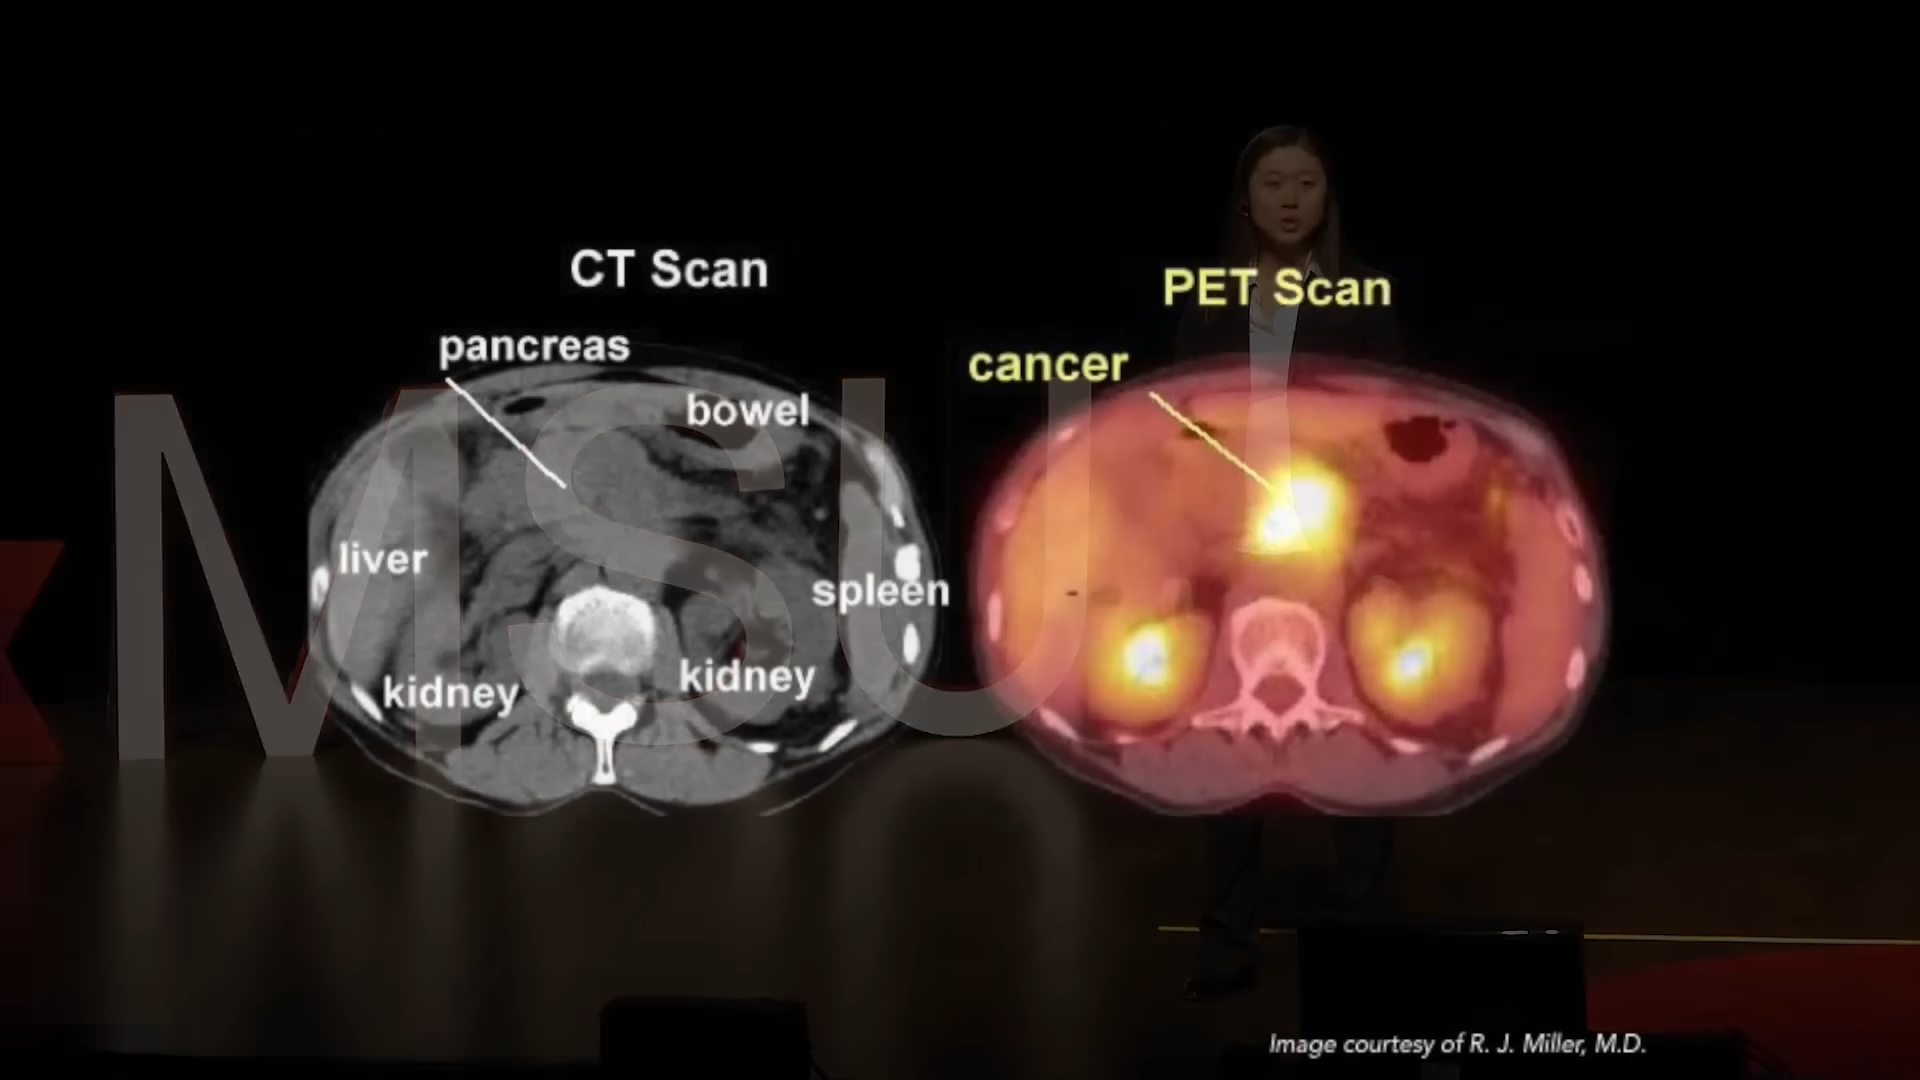 CT Scan
PET Scan
pancreas
cancer
bowel
liver
spleen
kidney
kidney
MSU
Image courtesy of R. J. Miller, M.D.